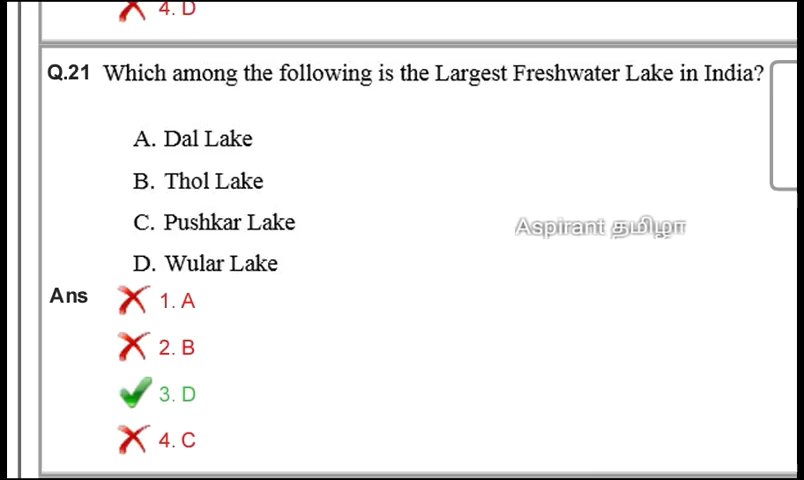 4. D
Q.21 Which among the following is the Largest Freshwater Lake in India?
A. Dal Lake
B. Thol Lake
C. Pushkar Lake
Aspirant தமிழா
D. Wular Lake
Ans
1. A
2. B
3. D
4. C